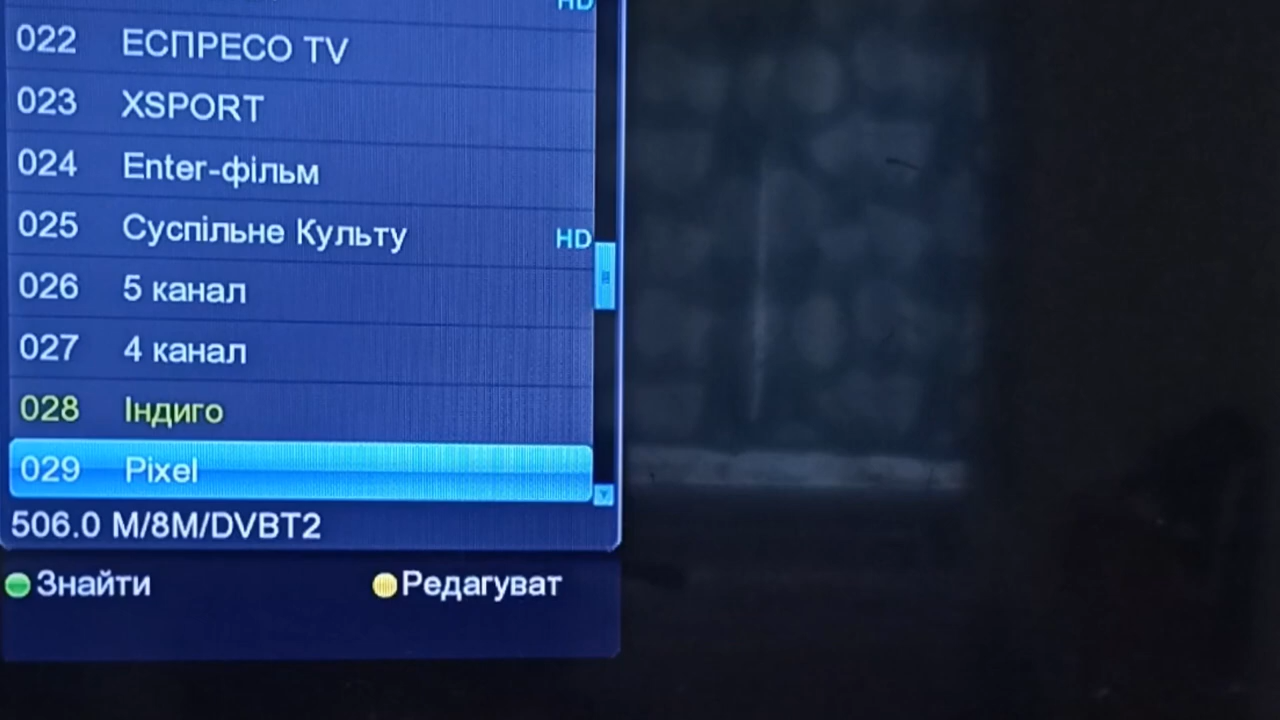 HD
022 ЕСПРЕСО TV
023 XSPORT
024 Enter-фільм
025 Суспільне Культу HD
026 5 канал
027 4 канал
028 Індиго
029 Pixel
506.0 M/8M/DVBT2
Знайти Редагуват